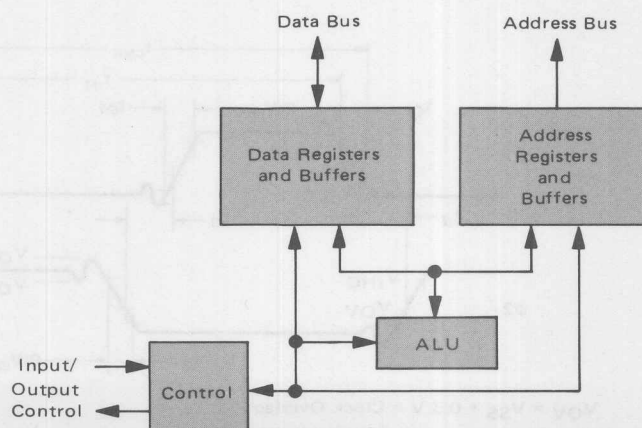 Data Bus
Address Bus
Data Registers
and Buffers
Address
Registers
and
Buffers
ALU
Input/
Output
Control
Control